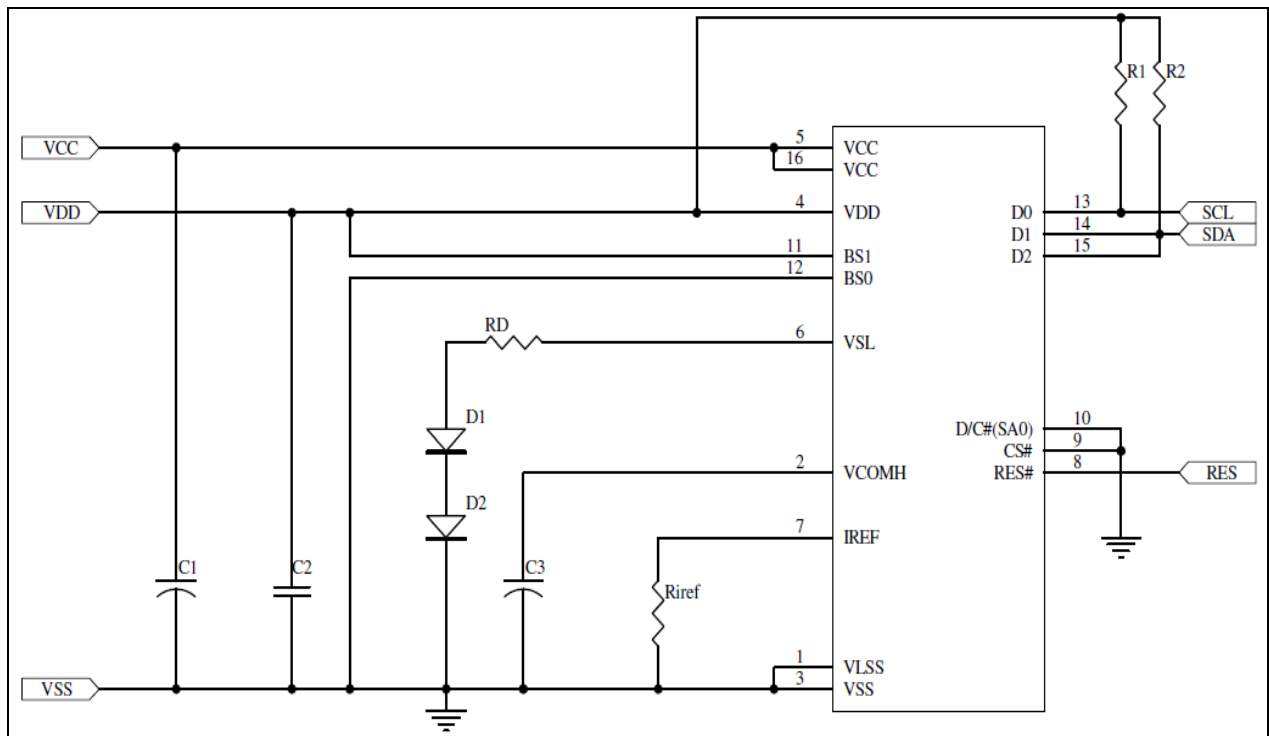 R1 R2
VCC
5
16
VCC
VCC
VDD
4
VDD
D0
13
SCL
D1
14
SDA
D2
15
11
BS1
12
BS0
RD
6
VSL
D1
D/C#(SA0)
10
CS#
9
RES#
8
RES
2
VCOMH
D2
7
IREF
C1
C2
C3
Riref
1
VLSS
3
VSS
VSS